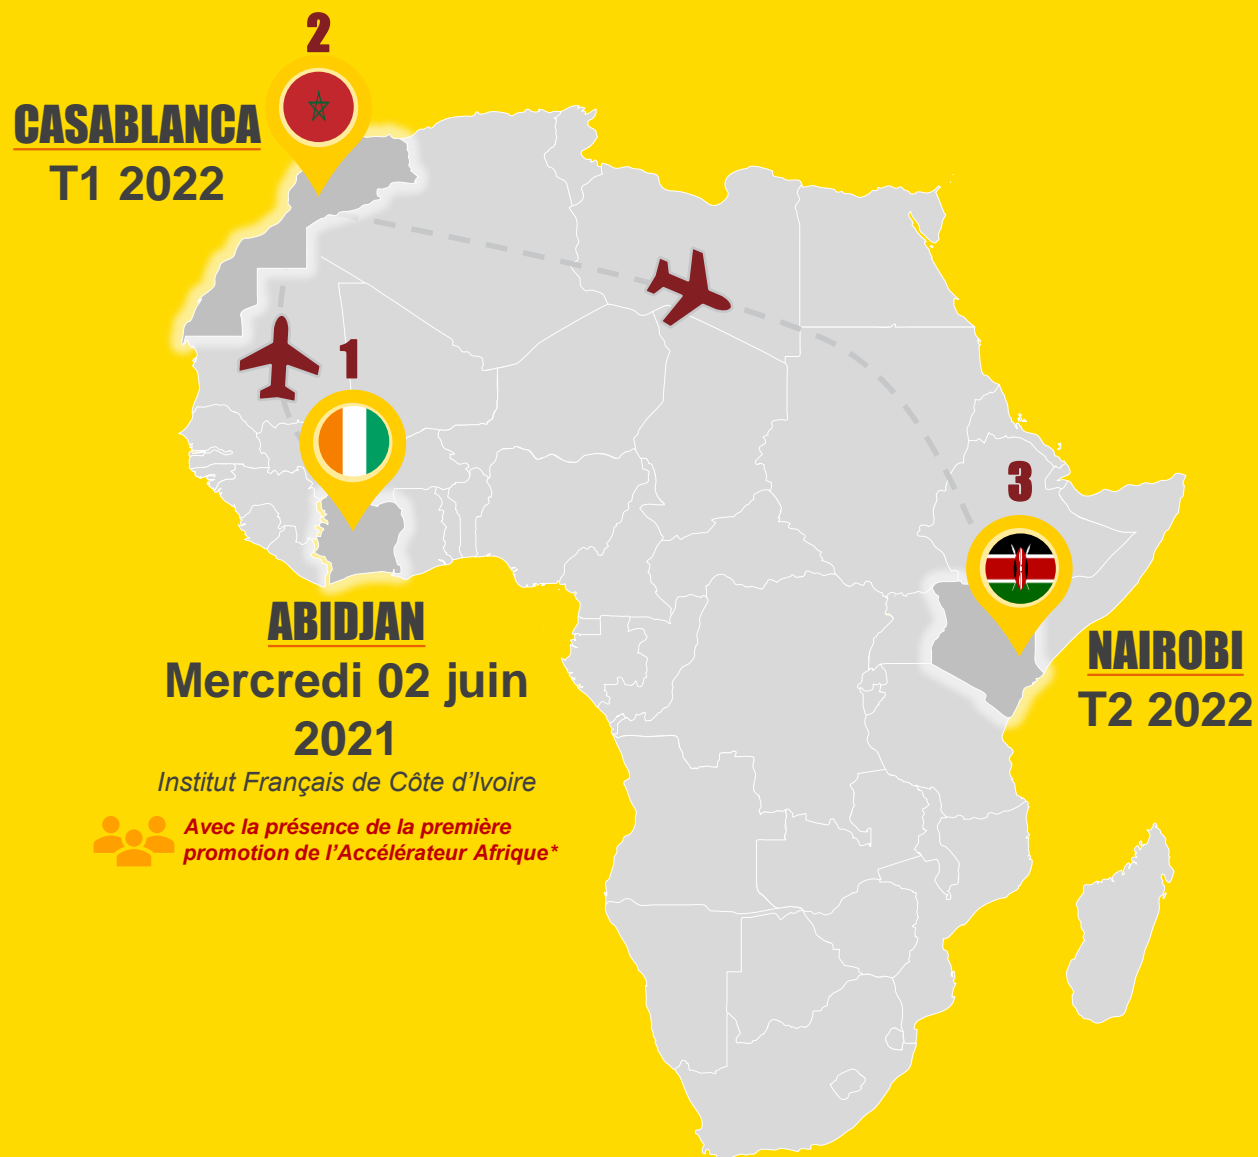 2
CASABLANCA
T1 2022
1
ABIDJAN
Mercredi 02 juin
2021
Institut Français de Côte d’Ivoire
Avec la présence de la première
promotion de l’Accélérateur Afrique*
3
NAIROBI
T2 2022